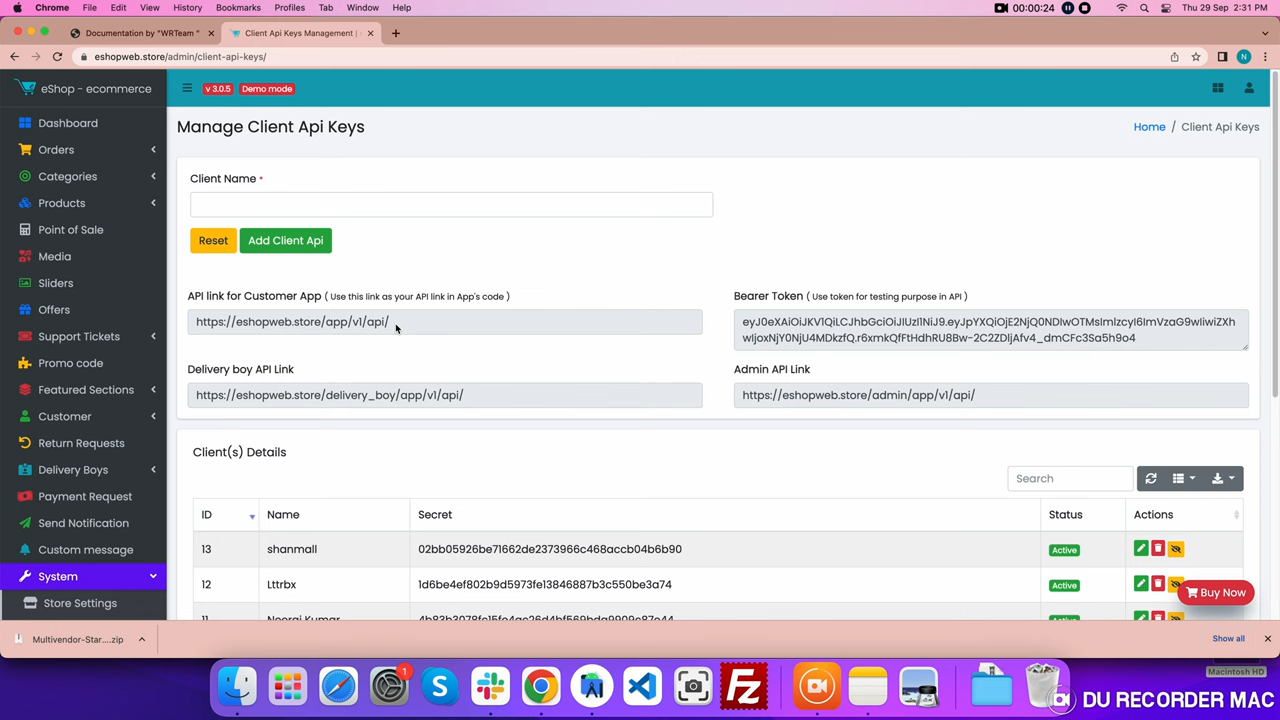 Chrome File Edit View History Bookmarks Profiles Tab Window Help 00:00:24 Thu 29 Sep 2:31 PM
Documentation by "WRTeam " Client Api Keys Management |
eshopweb.store/admin/client-api-keys/ N
eShop - ecommerce v 3.0.5 Demo mode
Manage Client Api Keys Home / Client Api Keys
Dashboard
Orders
Categories
Products
Point of Sale
Media
Sliders
Offers
Support Tickets
Promo code
Featured Sections
Customer
Return Requests
Delivery Boys
Payment Request
Send Notification
Custom message
System
Store Settings
Client Name *
Reset Add Client Api
API link for Customer App ( Use this link as your API link in App's code )
https://eshopweb.store/app/v1/api/
Bearer Token ( Use token for testing purpose in API )
Delivery boy API Link
https://eshopweb.store/delivery_boy/app/v1/api/
Admin API Link
https://eshopweb.store/admin/app/v1/api/
Client(s) Details
Search
ID Name Secret Status Actions
13 shanmall 02bb05926be71662de2373966c468accb04b6b90 Active
12 Lttrbx 1d6be4ef802b9d5973fe13846887b3c550be3a74 Active
Buy Now
Multivendor-Star....zip Show all
1
Macintosh HD
DU RECORDER MAC